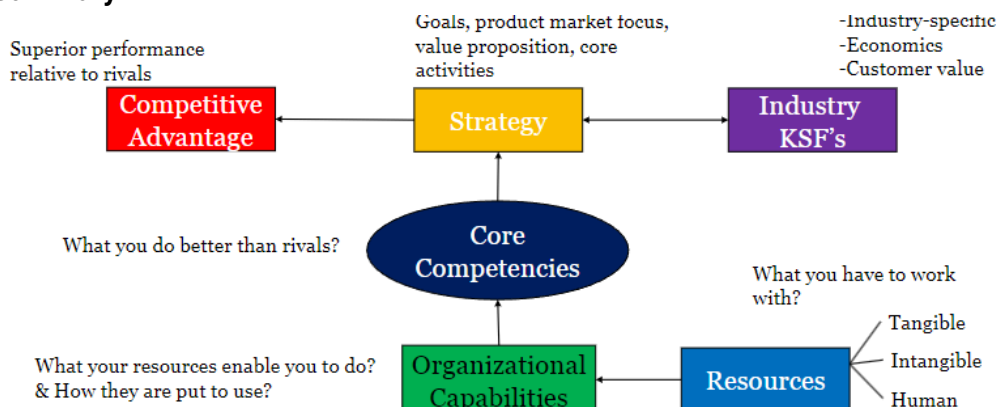 Goals, product market focus,
value proposition, core
activities
-Industry-specific
-Economics
-Customer value
Superior performance
relative to rivals
Competitive
Advantage
Strategy
Industry
KSF's
What you do better than rivals?
Core
Competencies
What you have to work
with?
Tangible
Intangible
Human
What your resources enable you to do?
& How they are put to use?
Organizational
Capabilities
Resources